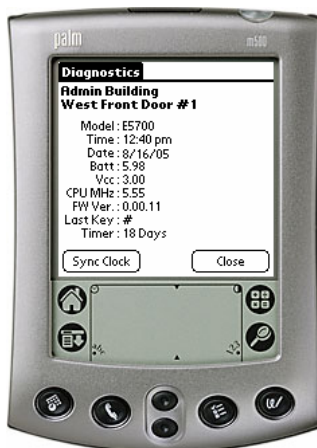 palm m500
Diagnostics
Admin Building
West Front Door #1
Model : E5700
Time : 12:40 pm
Date : 8/16/05
Batt : 5.98
Vcc : 3.00
CPU MHz : 5.55
FW Ver. : 0.00.11
Last Key : #
Timer : 18 Days
Sync Clock Close